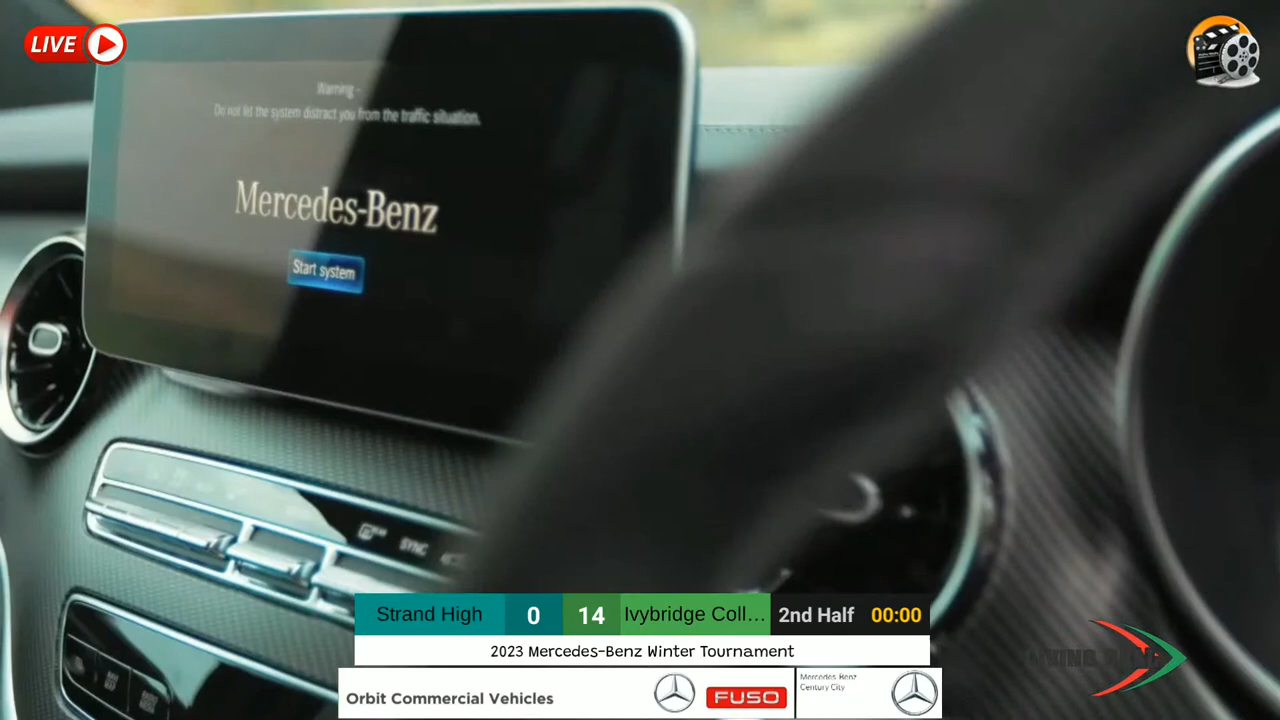 LIVE
Warning -
Do not let the system distract you from the traffic situation.
Mercedes-Benz
Start system
SYNC
Strand High 0 14 Ivybridge Coll... 2nd Half 00:00
2023 Mercedes-Benz Winter Tournament
Orbit Commercial Vehicles
FUSO
Mercedes-Benz
Century City